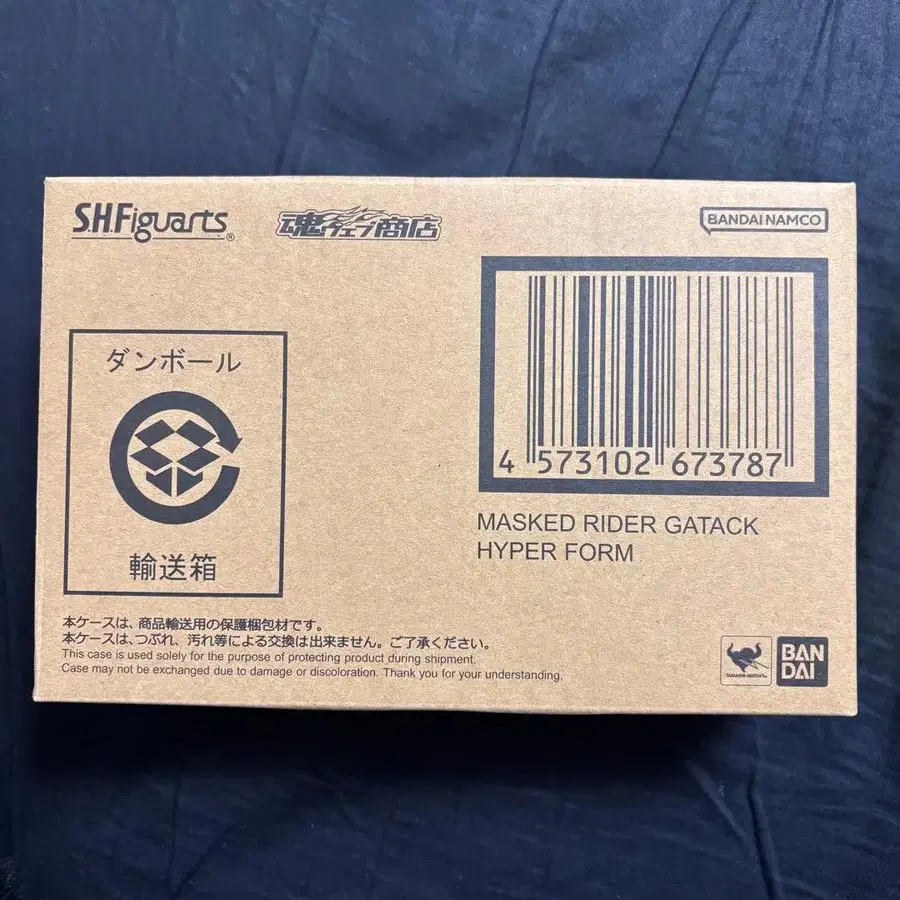 S.H.Figuarts®
魂ウェブ商店
BANDAI NAMCO
ダンボール
輸送箱
4 573102 673787
MASKED RIDER GATACK
HYPER FORM
本ケースは、商品輸送用の保護梱包材です。
本ケースは、つぶれ、汚れ等による交換は出来ません。ご了承ください。
This case is used solely for the purpose of protecting product during shipment.
Case may not be exchanged due to damage or discoloration. Thank you for your understanding.
BAN
DAI